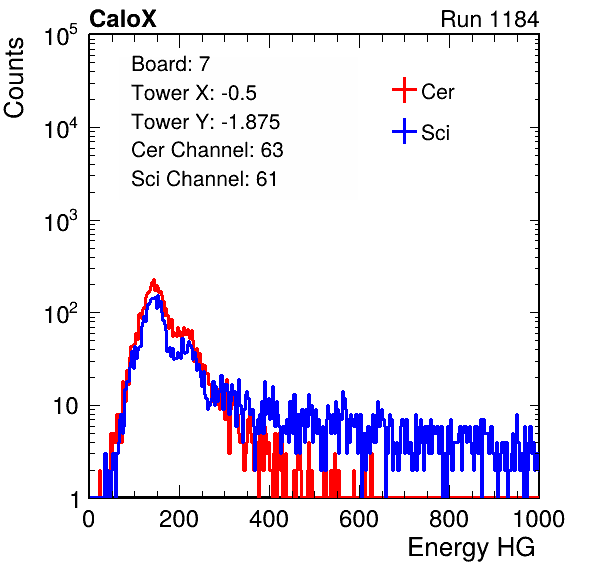 CaloX
Run 1184
Counts
10^5
10^4
10^3
10^2
10
1
Board: 7
Tower X: -0.5
Tower Y: -1.875
Cer Channel: 63
Sci Channel: 61
Cer
Sci
0 200 400 600 800 1000
Energy HG